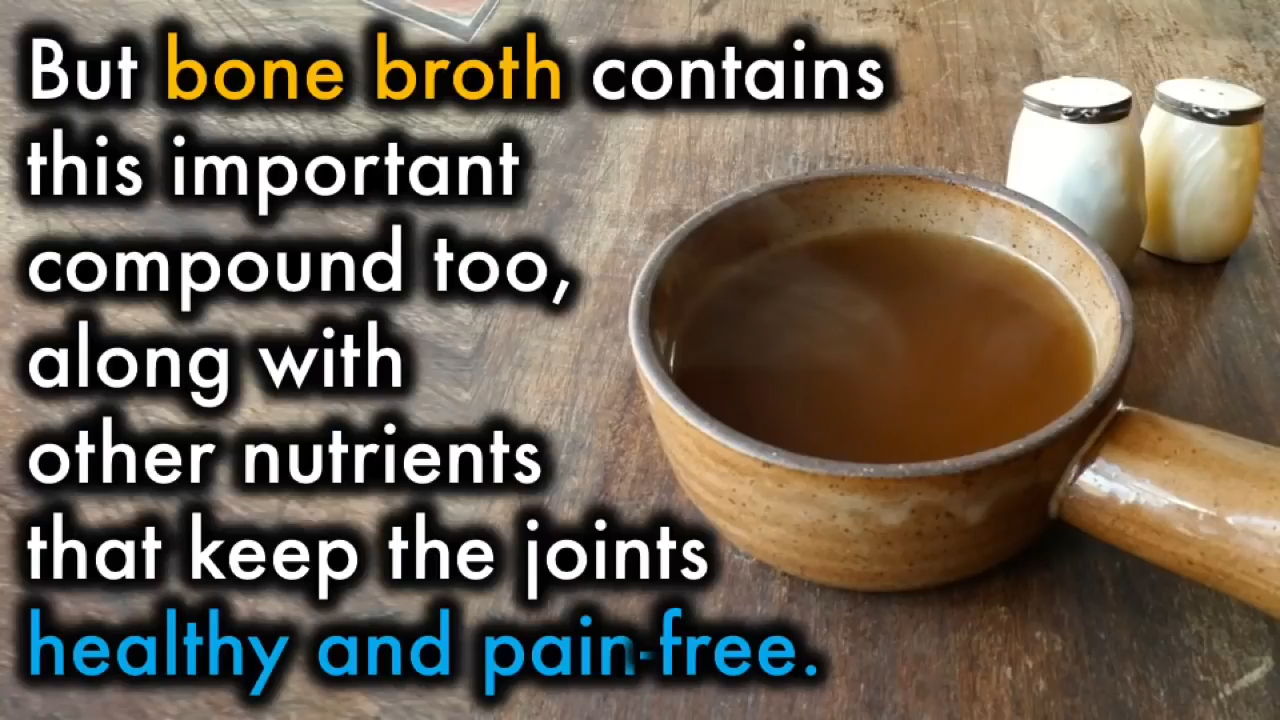 But bone broth contains
this important
compound too,
along with
other nutrients
that keep the joints
healthy and pain-free.